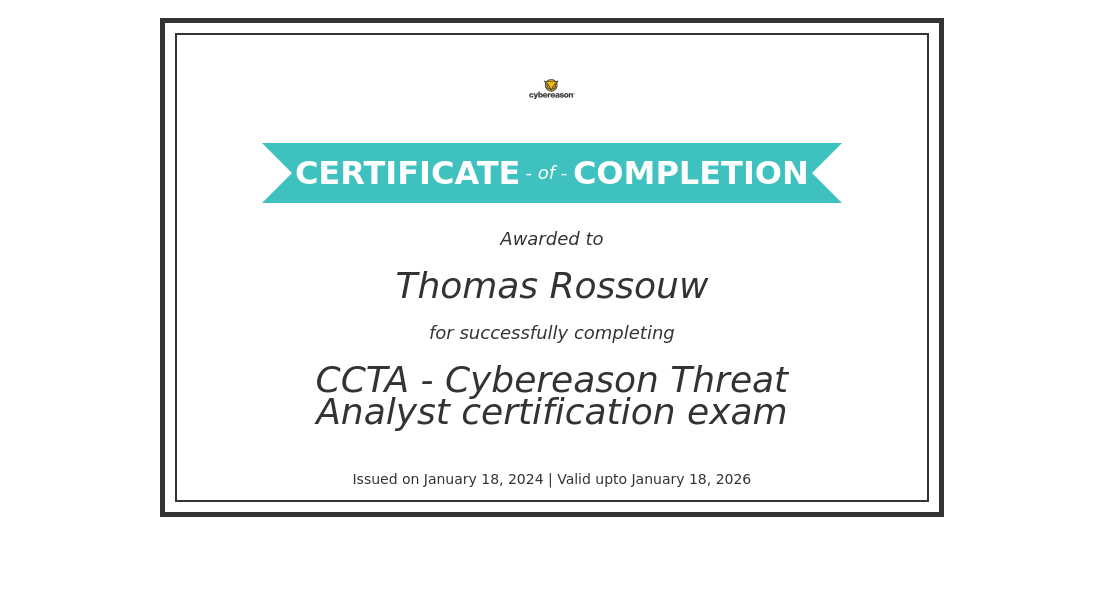 cybereason
CERTIFICATE - of - COMPLETION
Awarded to
Thomas Rossouw
for successfully completing
CCTA - Cybereason Threat
Analyst certification exam
Issued on January 18, 2024 | Valid upto January 18, 2026